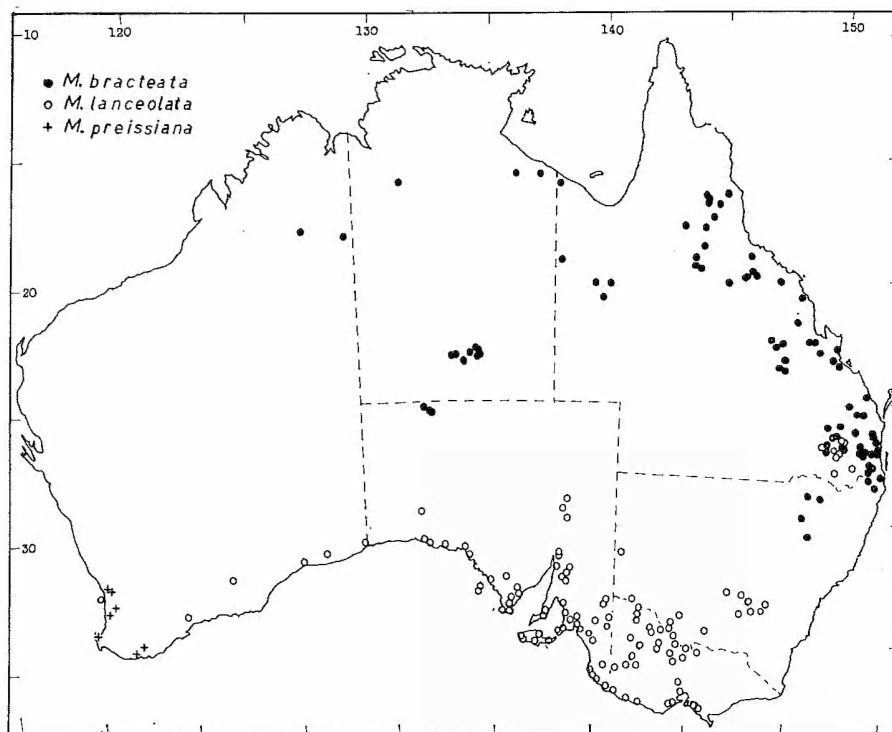 120 130 140 150
10
● M. bracteata
○ M. lanceolata
+ M. preissiana
20
30